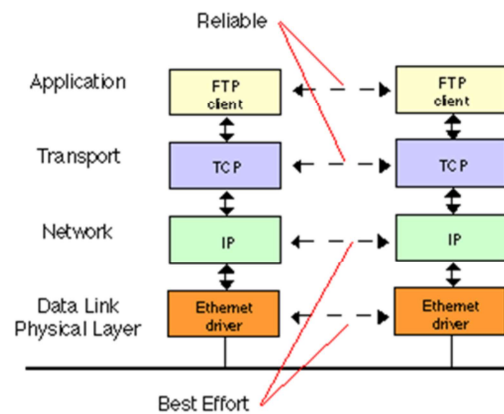 Reliable
Application
FTP
client
FTP
client
Transport
TCP
TCP
Network
IP
IP
Data Link
Physical Layer
Ethernet
driver
Ethernet
driver
Best Effort